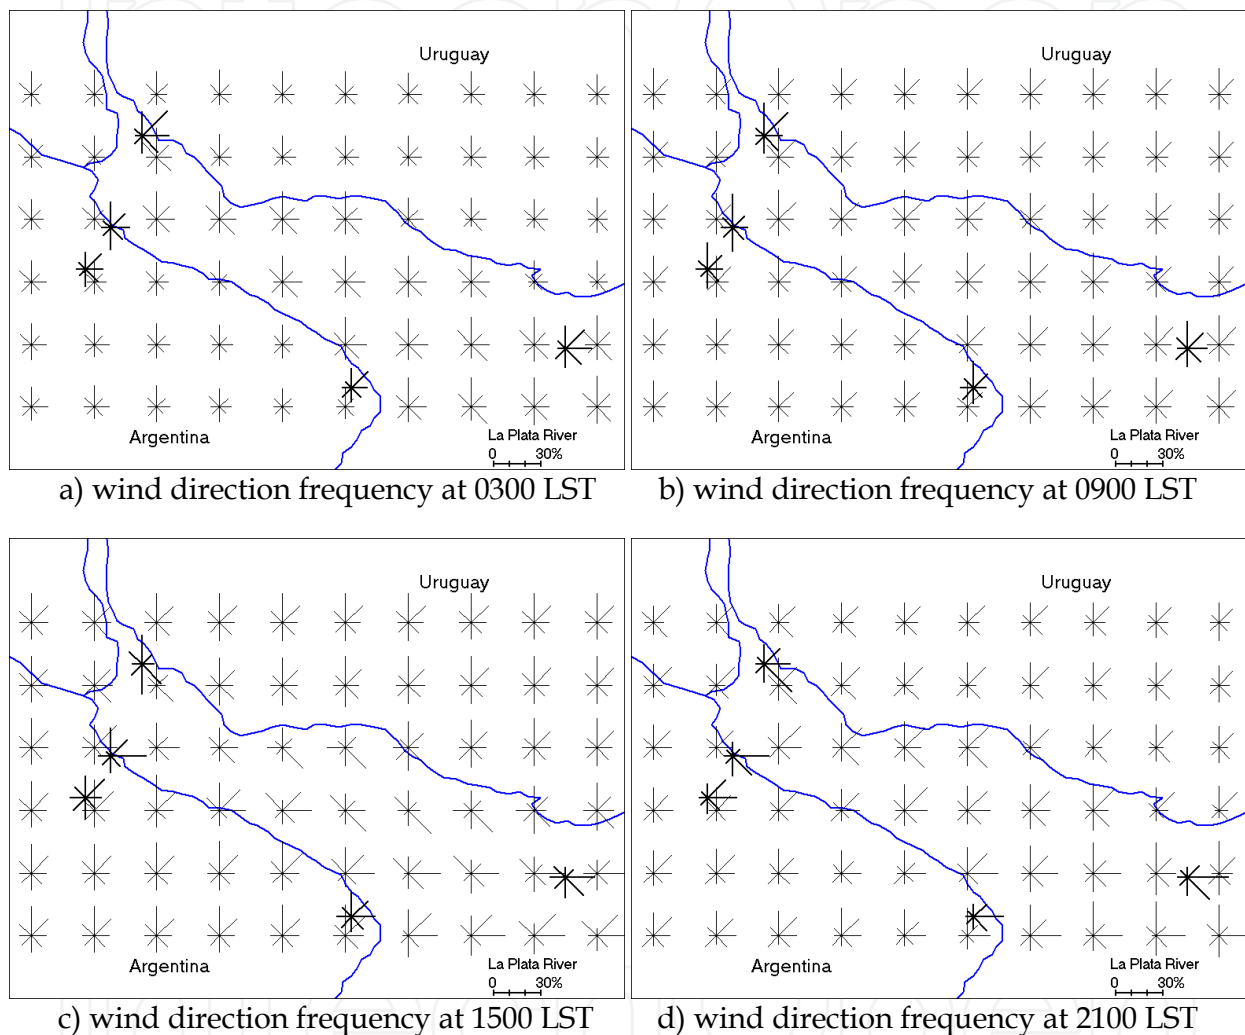 Uruguay
Argentina
La Plata River
0 30%
a) wind direction frequency at 0300 LST
Uruguay
Argentina
La Plata River
0 30%
b) wind direction frequency at 0900 LST
Uruguay
Argentina
La Plata River
0 30%
c) wind direction frequency at 1500 LST
Uruguay
Argentina
La Plata River
0 30%
d) wind direction frequency at 2100 LST